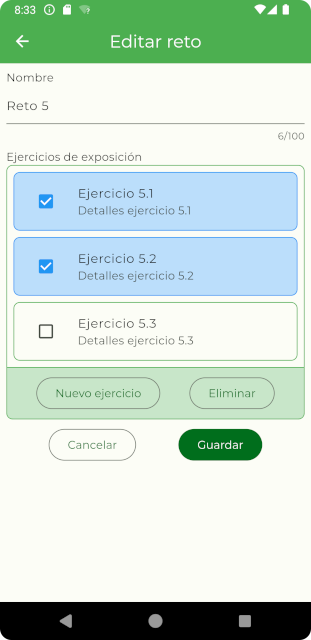 8:33
Editar reto
Nombre
Reto 5
6/100
Ejercicios de exposición
Ejercicio 5.1
Detalles ejercicio 5.1
Ejercicio 5.2
Detalles ejercicio 5.2
Ejercicio 5.3
Detalles ejercicio 5.3
Nuevo ejercicio Eliminar
Cancelar Guardar